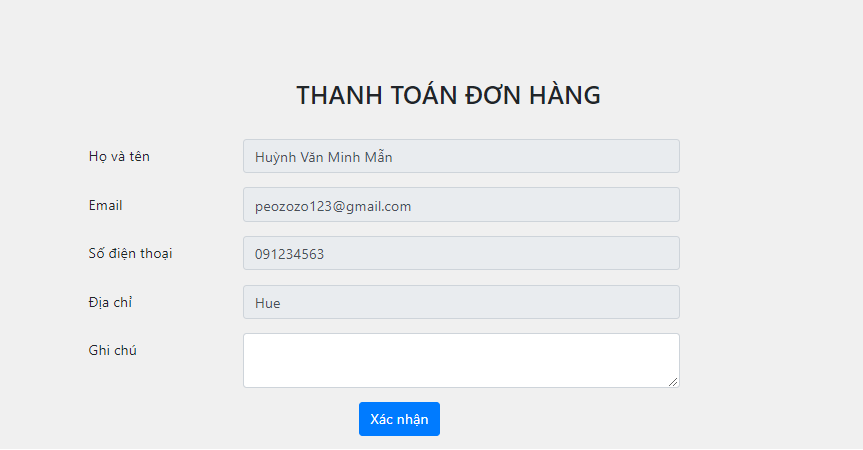 THANH TOÁN ĐƠN HÀNG
Họ và tên Huỳnh Văn Minh Mẫn
Email peozozo123@gmail.com
Số điện thoại 091234563
Địa chỉ Hue
Ghi chú
Xác nhận